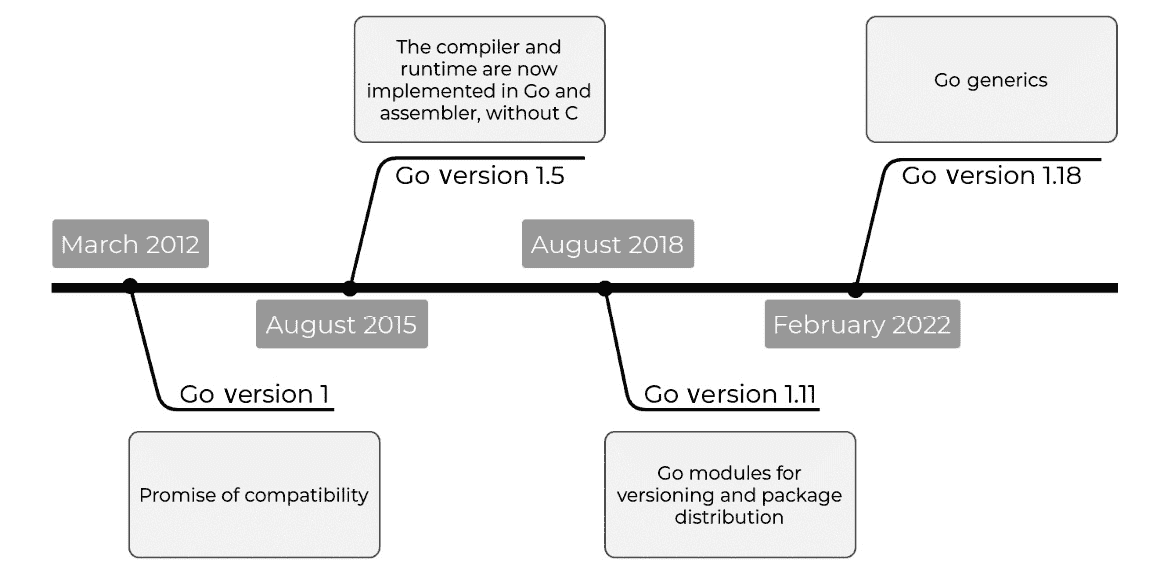 The compiler and
runtime are now
implemented in Go and
assembler, without C
Go generics
Go version 1.5
Go version 1.18
March 2012
August 2018
August 2015
February 2022
Go version 1
Go version 1.11
Promise of compatibility
Go modules for
versioning and package
distribution